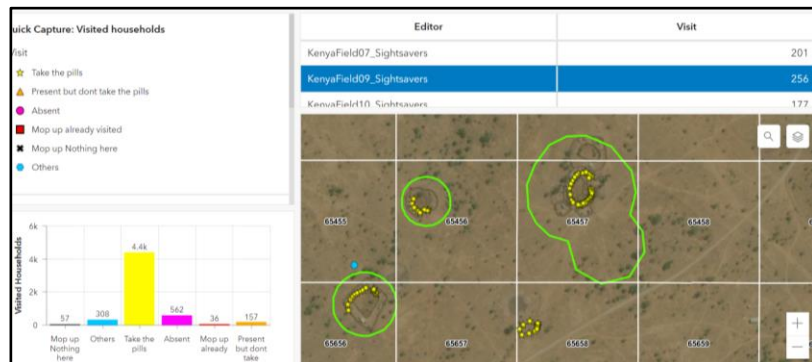 uick Capture: Visited households
Visit
Take the pills
Present but dont take the pills
Absent
Mop up already visited
Mop up Nothing here
Others
Editor Visit
KenyaField07_Sightsavers 201
KenyaField09_Sightsavers 256
KenyaField10_Sightsavers 177
Visited Households
6k
4k
2k
0
57
308
4.4k
562
36
157
Mop up Nothing here
Others
Take the pills
Absent
Mop up already
Present but dont take
65455 65456 65457 65458
65656 65657 65658 65659
+
−